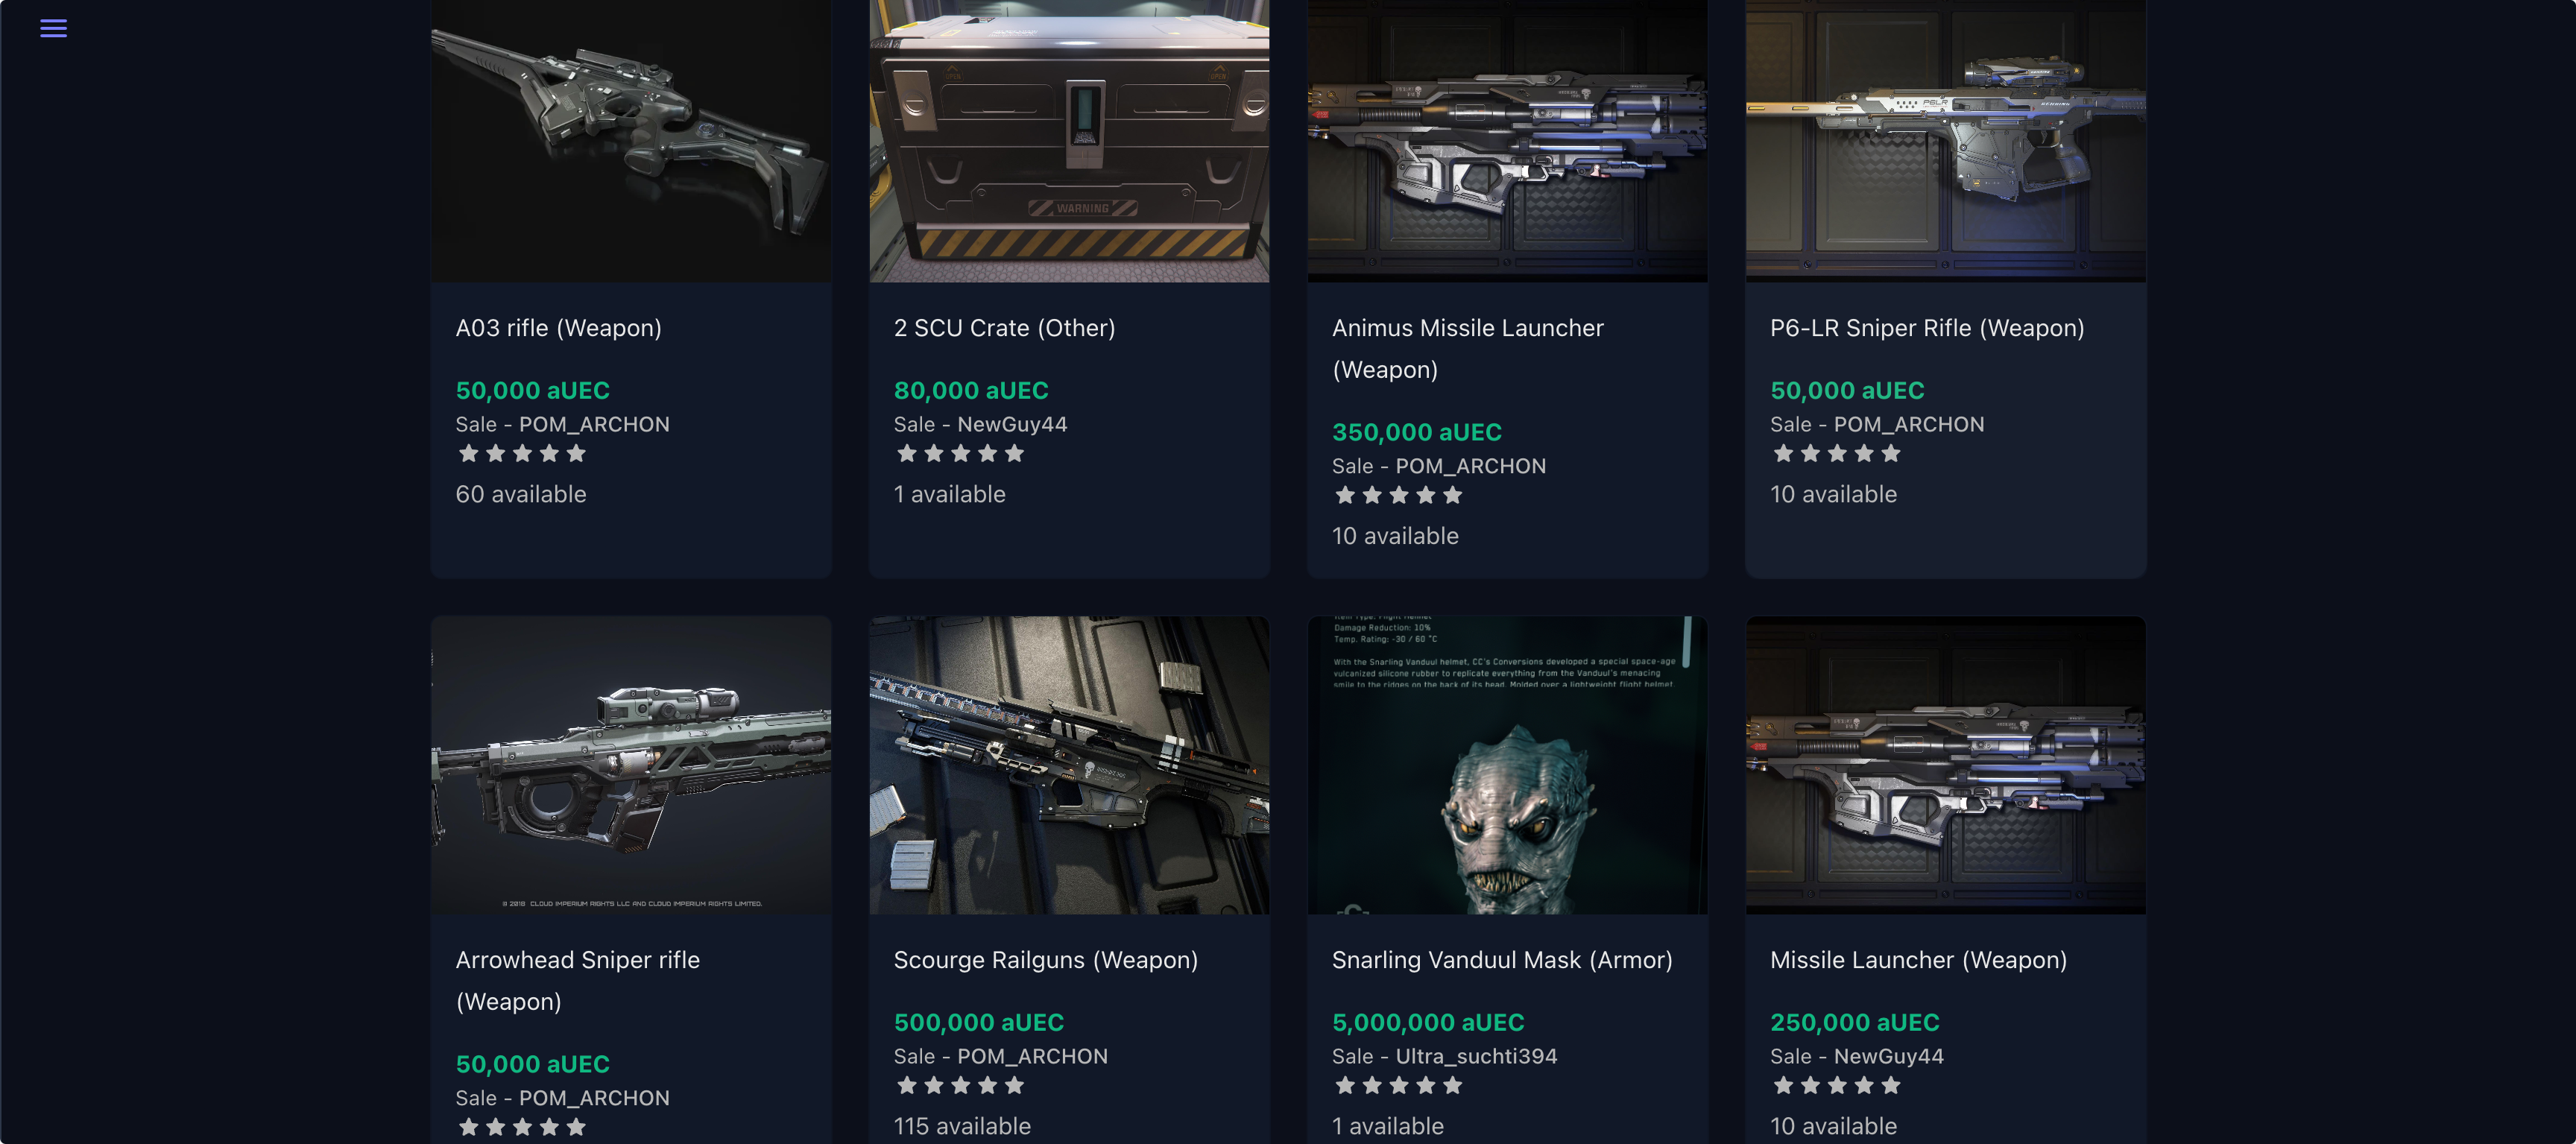 OPEN
OPEN
WARNING
P6LR
A03 rifle (Weapon)
50,000 aUEC
Sale - POM_ARCHON
60 available
2 SCU Crate (Other)
80,000 aUEC
Sale - NewGuy44
1 available
Animus Missile Launcher
(Weapon)
350,000 aUEC
Sale - POM_ARCHON
10 available
P6-LR Sniper Rifle (Weapon)
50,000 aUEC
Sale - POM_ARCHON
10 available
© 2018 CLOUD IMPERIUM RIGHTS LLC AND CLOUD IMPERIUM RIGHTS LIMITED.
Item Type: Flight Helmet
Damage Reduction: 10%
Temp. Rating: -30 / 60 °C
With the Snarling Vanduul helmet, CC's Conversions developed a special space-age
vulcanized silicone rubber to replicate everything from the Vanduul's menacing
smile to the ridges on the back of its head. Molded over a lightweight flight helmet,
Arrowhead Sniper rifle
(Weapon)
50,000 aUEC
Sale - POM_ARCHON
Scourge Railguns (Weapon)
500,000 aUEC
Sale - POM_ARCHON
115 available
Snarling Vanduul Mask (Armor)
5,000,000 aUEC
Sale - Ultra_suchti394
1 available
Missile Launcher (Weapon)
250,000 aUEC
Sale - NewGuy44
10 available